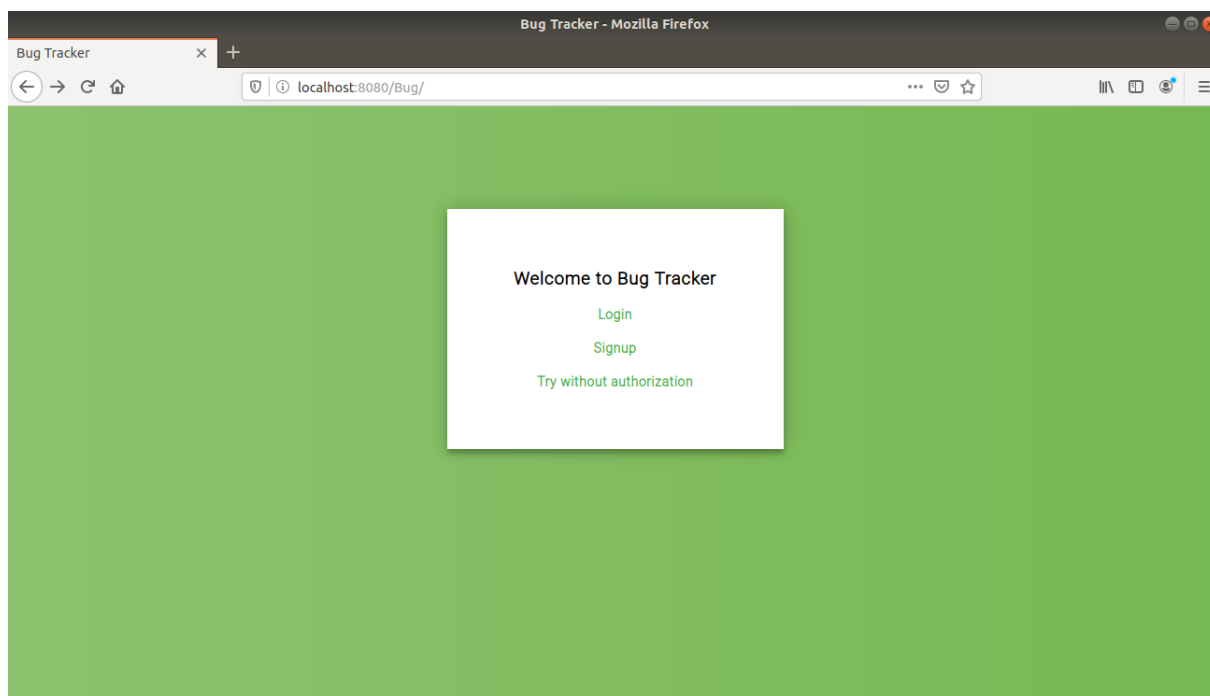 Bug Tracker - Mozilla Firefox
Bug Tracker
localhost:8080/Bug/
Welcome to Bug Tracker
Login
Signup
Try without authorization